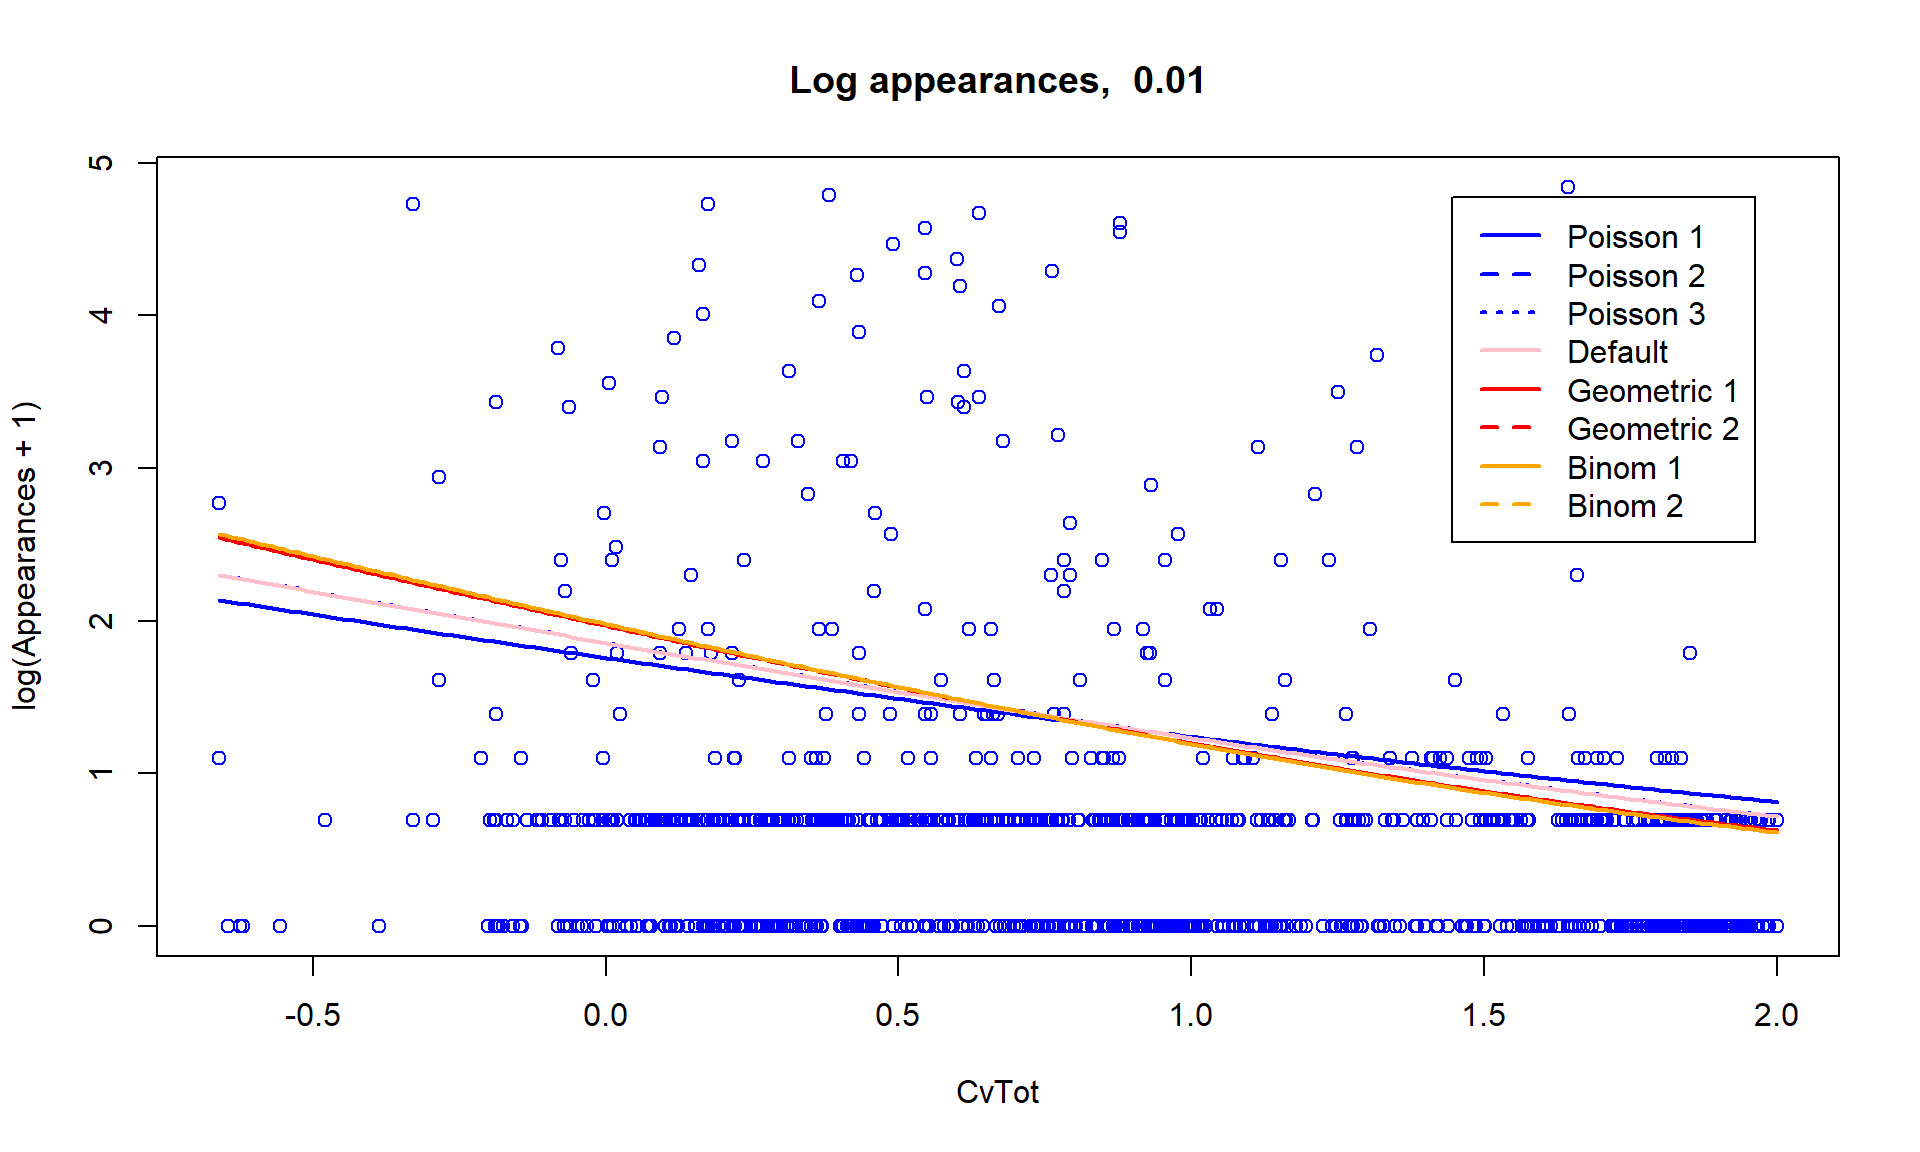 Log appearances,  0.01
log(Appearances + 1)
5
4
3
2
1
0
Poisson 1
Poisson 2
Poisson 3
Default
Geometric 1
Geometric 2
Binom 1
Binom 2
-0.5 0.0 0.5 1.0 1.5 2.0
CvTot